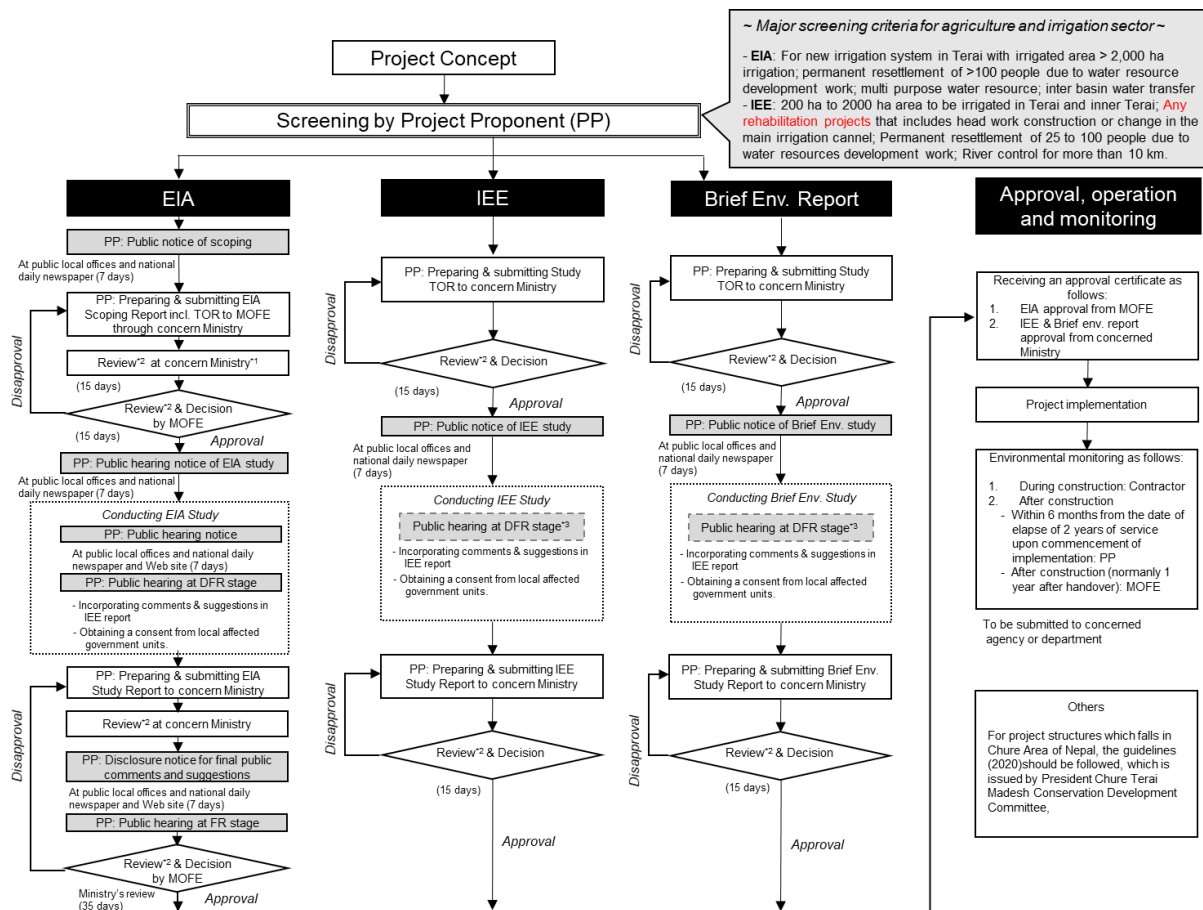 Project Concept
Screening by Project Proponent (PP)
~ Major screening criteria for agriculture and irrigation sector ~
- EIA: For new irrigation system in Terai with irrigated area > 2,000 ha
irrigation; permanent resettlement of >100 people due to water resource
development work; multi purpose water resource; inter basin water transfer
- IEE: 200 ha to 2000 ha area to be irrigated in Terai and inner Terai; Any
rehabilitation projects that includes head work construction or change in the
main irrigation cannel; Permanent resettlement of 25 to 100 people due to
water resources development work; River control for more than 10 km.
EIA
PP: Public notice of scoping
At public local offices and national
daily newspaper (7 days)
PP: Preparing & submitting EIA
Scoping Report incl. TOR to MOFE
through concern Ministry
Review*2 at concern Ministry*1
(15 days)
Disapproval
Review*2 & Decision
by MOFE
(15 days)
Approval
PP: Public hearing notice of EIA study
At public local offices and national
daily newspaper (7 days)
Conducting EIA Study
PP: Public hearing notice
At public local offices and national daily
newspaper and Web site (7 days)
PP: Public hearing at DFR stage
- Incorporating comments & suggestions in
IEE report
- Obtaining a consent from local affected
government units.
PP: Preparing & submitting EIA
Study Report to concern Ministry
Review*2 at concern Ministry
Disapproval
PP: Disclosure notice for final public
comments and suggestions
At public local offices and national daily
newspaper and Web site (7 days)
PP: Public hearing at FR stage
Review*2 & Decision
by MOFE
Ministry's review
(35 days)
Approval
IEE
PP: Preparing & submitting Study
TOR to concern Ministry
Disapproval
Review*2 & Decision
(15 days)
Approval
PP: Public notice of IEE study
At public local offices and
national daily newspaper
(7 days)
Conducting IEE Study
Public hearing at DFR stage*3
- Incorporating comments & suggestions in
IEE report
- Obtaining a consent from local affected
government units.
PP: Preparing & submitting IEE
Study Report to concern Ministry
Disapproval
Review*2 & Decision
(15 days)
Approval
Brief Env. Report
PP: Preparing & submitting Study
TOR to concern Ministry
Disapproval
Review*2 & Decision
(15 days)
Approval
PP: Public notice of Brief Env. study
At public local offices and
national daily newspaper
(7 days)
Conducting Brief Env. Study
Public hearing at DFR stage*3
- Incorporating comments & suggestions in
IEE report
- Obtaining a consent from local affected
government units.
PP: Preparing & submitting Brief Env.
Study Report to concern Ministry
Disapproval
Review*2 & Decision
(15 days)
Approval
Approval, operation
and monitoring
Receiving an approval certificate as
follows:
1. EIA approval from MOFE
2. IEE & Brief env. report
approval from concerned
Ministry
Project implementation
Environmental monitoring as follows:
1. During construction: Contractor
2. After construction
- Within 6 months from the date of
elapse of 2 years of service
upon commencement of
implementation: PP
- After construction (normanly 1
year after handover): MOFE
To be submitted to concerned
agency or department
Others
For project structures which falls in
Chure Area of Nepal, the guidelines
(2020)should be followed, which is
issued by President Chure Terai
Madesh Conservation Development
Committee,